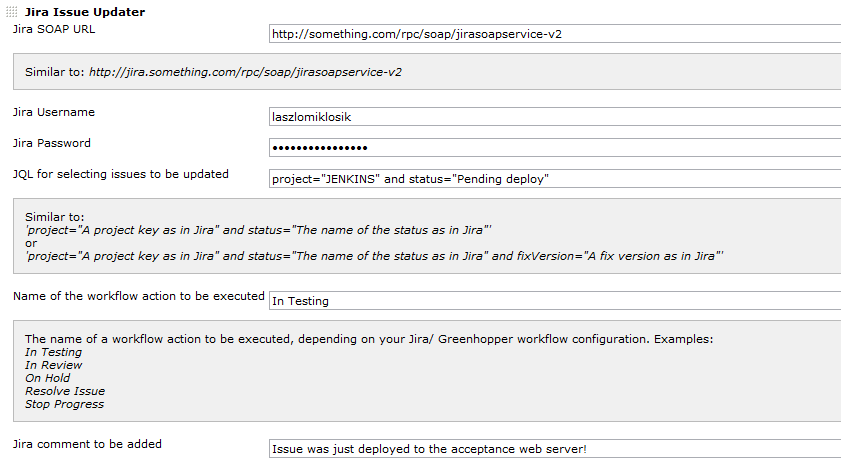 Jira Issue Updater
Jira SOAP URL
http://something.com/rpc/soap/jirasoapservice-v2
Similar to: http://jira.something.com/rpc/soap/jirasoapservice-v2
Jira Username
laszlomiklosik
Jira Password
••••••••••••••••
JQL for selecting issues to be updated
project="JENKINS" and status="Pending deploy"
Similar to:
'project="A project key as in Jira" and status="The name of the status as in Jira"'
or
'project="A project key as in Jira" and status="The name of the status as in Jira" and fixVersion="A fix version as in Jira"'
Name of the workflow action to be executed
In Testing
The name of a workflow action to be executed, depending on your Jira/ Greenhopper workflow configuration. Examples:
In Testing
In Review
On Hold
Resolve Issue
Stop Progress
Jira comment to be added
Issue was just deployed to the acceptance web server!